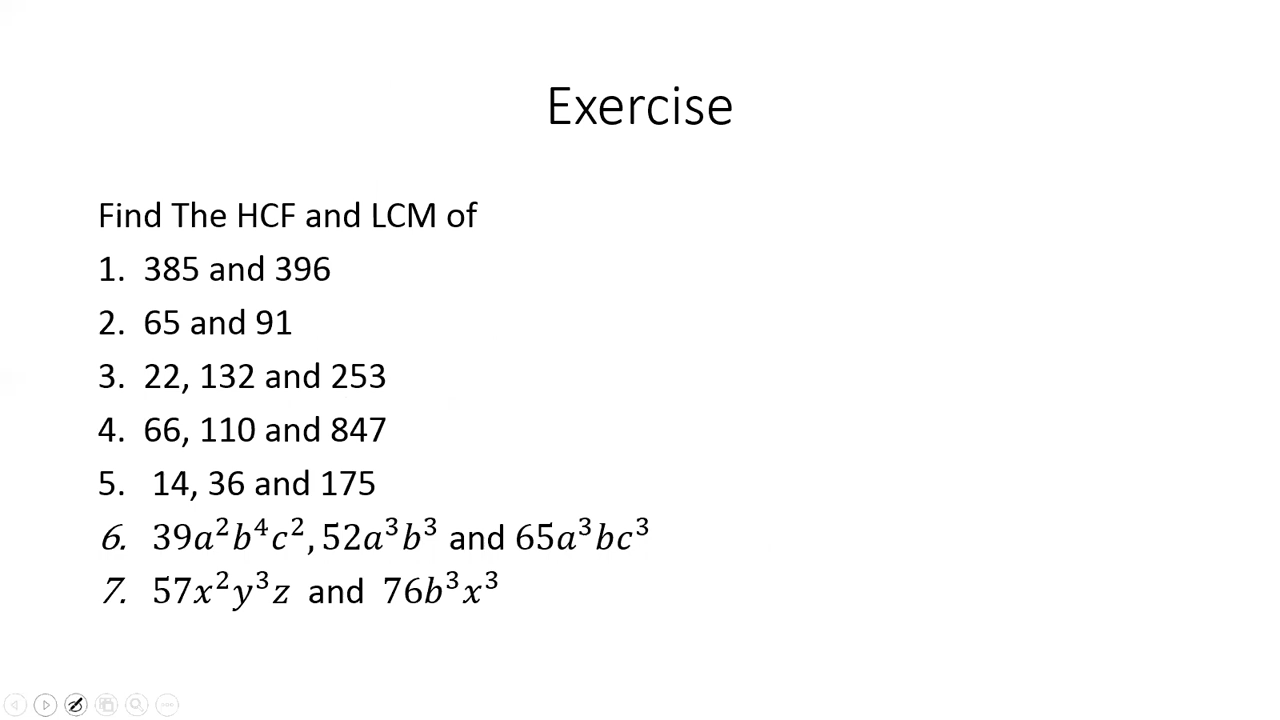 Exercise
Find The HCF and LCM of
1. 385 and 396
2. 65 and 91
3. 22, 132 and 253
4. 66, 110 and 847
5. 14, 36 and 175
6. 39a²b⁴c², 52a³b³ and 65a³bc³
7. 57x²y³z and 76b³x³